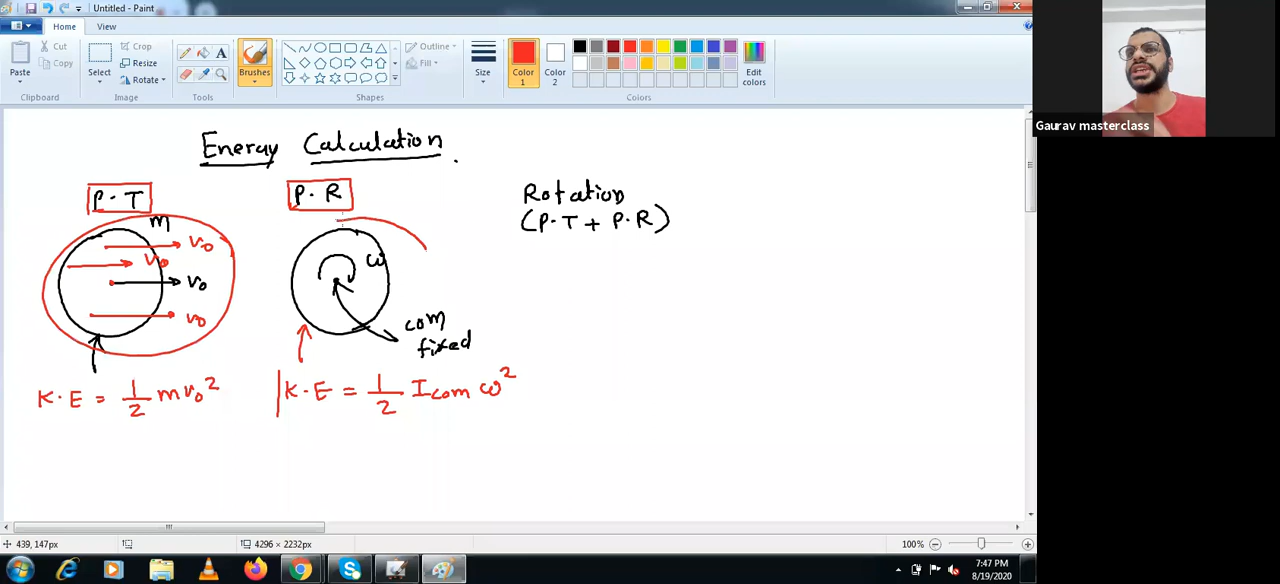 Untitled - Paint
Home View
Paste
Cut
Copy
Clipboard
Select
Crop
Resize
Rotate
Image
Tools
Brushes
Shapes
Outline
Fill
Size
Color 1
Color 2
Colors
Edit colors
Gaurav masterclass
Energy Calculation.
P.T
P.R
Rotation
(P.T + P.R)
m
v₀
v₀
v₀
v₀
ω
com
fixed
K.E = 1/2 m v₀²
K.E = 1/2 I com ω²
439, 147px
4296 × 2232px
100%
7:47 PM
8/19/2020